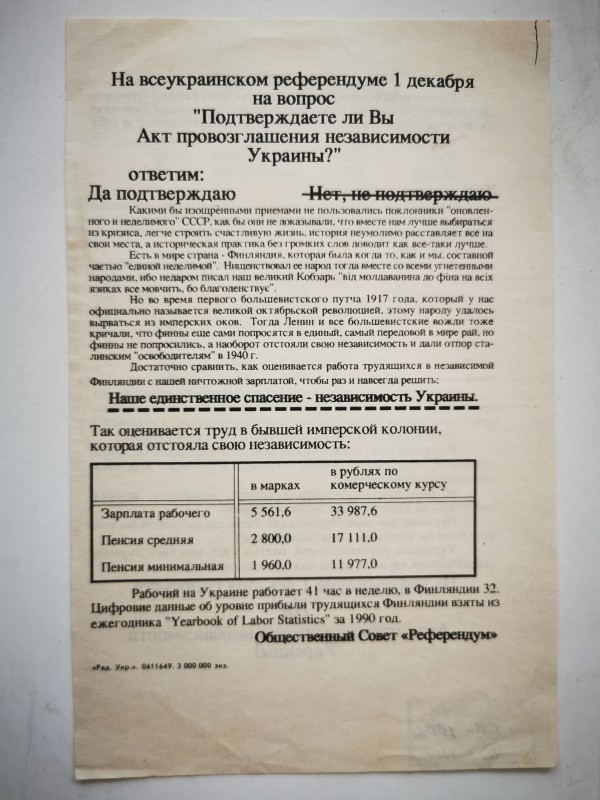 На всеукраинском референдуме 1 декабря
на вопрос
"Подтверждаете ли Вы
Акт провозглашения независимости
Украины?"
ответим:
Да подтверждаю Нет, не подтверждаю
Какими бы изощренными приемами не пользовались поклонники "оновлен-
ного и неделимого" СССР, как бы они не доказывали, что вместе нам лучше выбираться
из кризиса, легче строить счастливую жизнь, история неумолимо расставляет все на
свои места, а историческая практика без громких слов доводит как все-таки лучше.
Есть в мире страна - Финляндия, которая была когда то, как и мы, составной
частью "единой неделимой". Нищенствовал ее народ тогда вместе со всеми угнетенными
народами, ибо недаром писал наш великий Кобзарь "від молдаванина до фіна на всіх
язиках все мовчить, бо благоденствує".
Но во время первого большевистского путча 1917 года, который у нас
официально называется великой октябрьской революцией, этому народу удалось
вырваться из имперских оков. Тогда Ленин и все большевистские вожди тоже
кричали, что финны еще сами попросятся в единый, самый передовой в мире рай, но
финны не попросились, а наоборот отстояли свою независимость и дали отпор ста-
линским "освободителям" в 1940 г.
Достаточно сравнить, как оценивается работа трудящихся в независимой
Финляндии с нашей ничтожной зарплатой, чтобы раз и навсегда решить:
Наше единственное спасение - независимость Украины.
Так оценивается труд в бывшей имперской колонии,
которая отстояла свою независимость:
в марках в рублях по комерческому курсу
Зарплата рабочего 5 561,6 33 987,6
Пенсия средняя 2 800,0 17 111,0
Пенсия минимальная 1 960,0 11 977,0
Рабочий на Украине работает 41 час в неделю, в Финляндии 32.
Цифровие данные об уровне прибыли трудящихся Финляндии взяты из
ежегодника "Yearbook of Labor Statistics" за 1990 год.
Общественный Совет «Референдум»
«Рад. Укр.». 0611649. 3 000 000 экз.